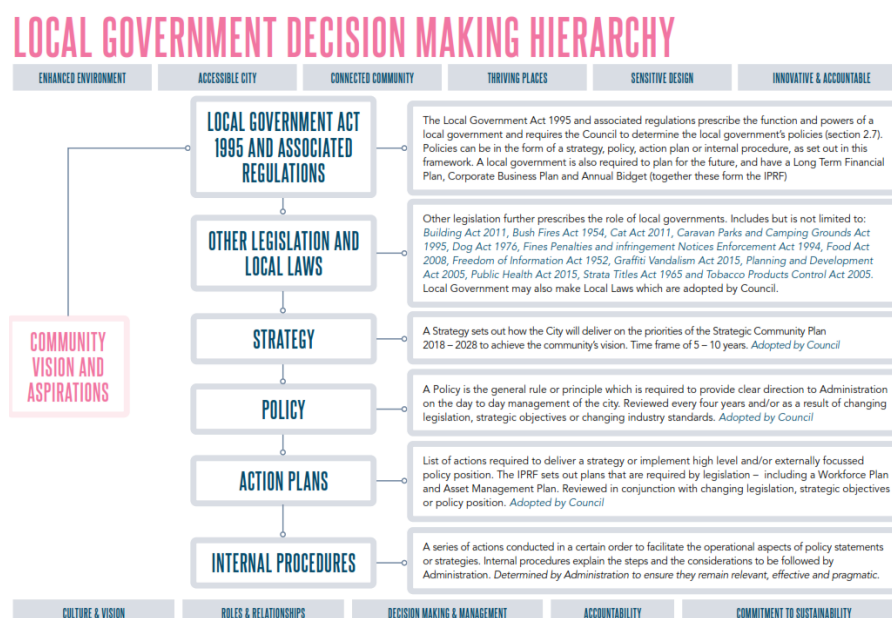 LOCAL GOVERNMENT DECISION MAKING HIERARCHY
ENHANCED ENVIRONMENT
ACCESSIBLE CITY
CONNECTED COMMUNITY
THRIVING PLACES
SENSITIVE DESIGN
INNOVATIVE & ACCOUNTABLE
LOCAL GOVERNMENT ACT
1995 AND ASSOCIATED
REGULATIONS
The Local Government Act 1995 and associated regulations prescribe the function and powers of a
local government and requires the Council to determine the local government's policies (section 2.7).
Policies can be in the form of a strategy, policy, action plan or internal procedure, as set out in this
framework. A local government is also required to plan for the future, and have a Long Term Financial
Plan, Corporate Business Plan and Annual Budget (together these form the IPRF)
OTHER LEGISLATION AND
LOCAL LAWS
Other legislation further prescribes the role of local governments. Includes but is not limited to:
Building Act 2011, Bush Fires Act 1954, Cat Act 2011, Caravan Parks and Camping Grounds Act
1995, Dog Act 1976, Fines Penalties and infringement Notices Enforcement Act 1994, Food Act
2008, Freedom of Information Act 1952, Graffiti Vandalism Act 2015, Planning and Development
Act 2005, Public Health Act 2015, Strata Titles Act 1965 and Tobacco Products Control Act 2005.
Local Government may also make Local Laws which are adopted by Council.
COMMUNITY
VISION AND
ASPIRATIONS
STRATEGY
A Strategy sets out how the City will deliver on the priorities of the Strategic Community Plan
2018 – 2028 to achieve the community's vision. Time frame of 5 – 10 years. Adopted by Council
POLICY
A Policy is the general rule or principle which is required to provide clear direction to Administration
on the day to day management of the city. Reviewed every four years and/or as a result of changing
legislation, strategic objectives or changing industry standards. Adopted by Council
ACTION PLANS
List of actions required to deliver a strategy or implement high level and/or externally focussed
policy position. The IPRF sets out plans that are required by legislation – including a Workforce Plan
and Asset Management Plan. Reviewed in conjunction with changing legislation, strategic objectives
or policy position. Adopted by Council
INTERNAL PROCEDURES
A series of actions conducted in a certain order to facilitate the operational aspects of policy statements
or strategies. Internal procedures explain the steps and the considerations to be followed by
Administration. Determined by Administration to ensure they remain relevant, effective and pragmatic.
CULTURE & VISION
ROLES & RELATIONSHIPS
DECISION MAKING & MANAGEMENT
ACCOUNTABILITY
COMMITMENT TO SUSTAINABILITY